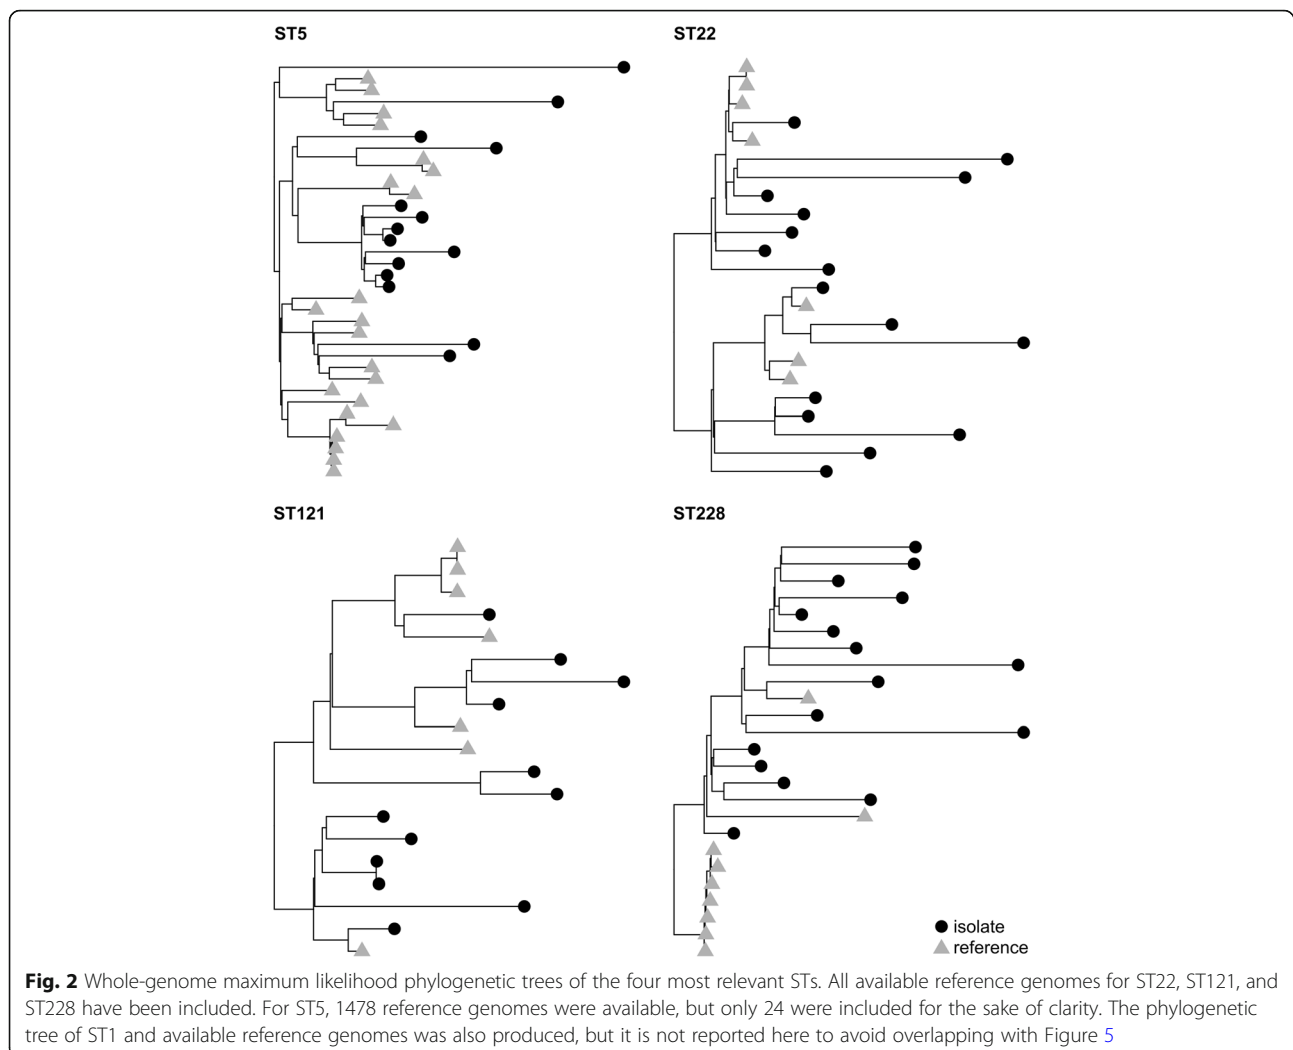 ST5
ST22
ST121
ST228
isolate
reference
Fig. 2 Whole-genome maximum likelihood phylogenetic trees of the four most relevant STs. All available reference genomes for ST22, ST121, and
ST228 have been included. For ST5, 1478 reference genomes were available, but only 24 were included for the sake of clarity. The phylogenetic
tree of ST1 and available reference genomes was also produced, but it is not reported here to avoid overlapping with Figure 5